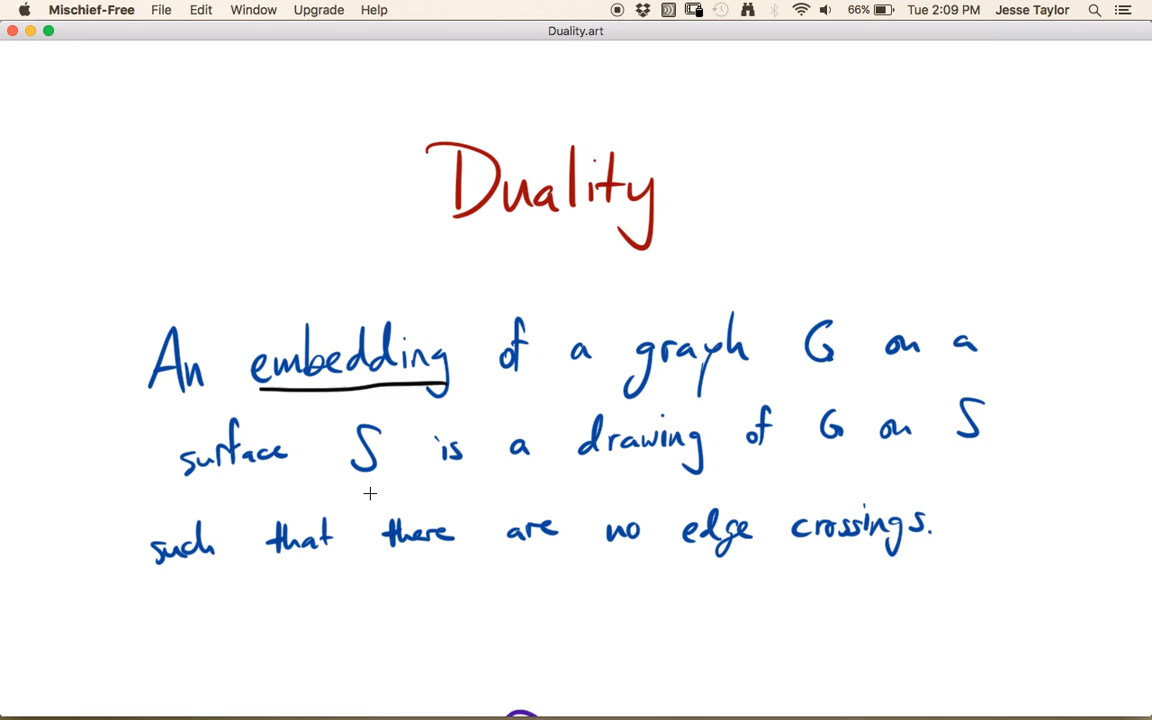 Mischief-Free File Edit Window Upgrade Help 66% Tue 2:09 PM Jesse Taylor
Duality.art
Duality
An embedding of a graph G on a
surface S is a drawing of G on S
such that there are no edge crossings.